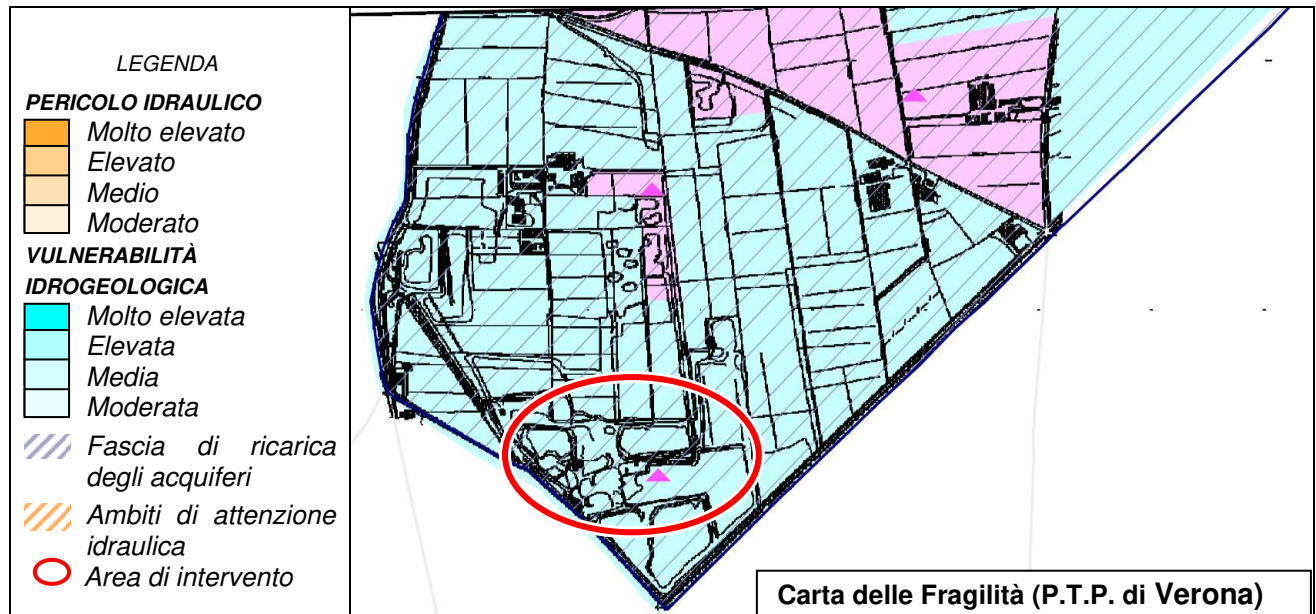 LEGENDA
PERICOLO IDRAULICO
Molto elevato
Elevato
Medio
Moderato
VULNERABILITÀ
IDROGEOLOGICA
Molto elevata
Elevata
Media
Moderata
Fascia di ricarica
degli acquiferi
Ambiti di attenzione
idraulica
Area di intervento
Carta delle Fragilità (P.T.P. di Verona)